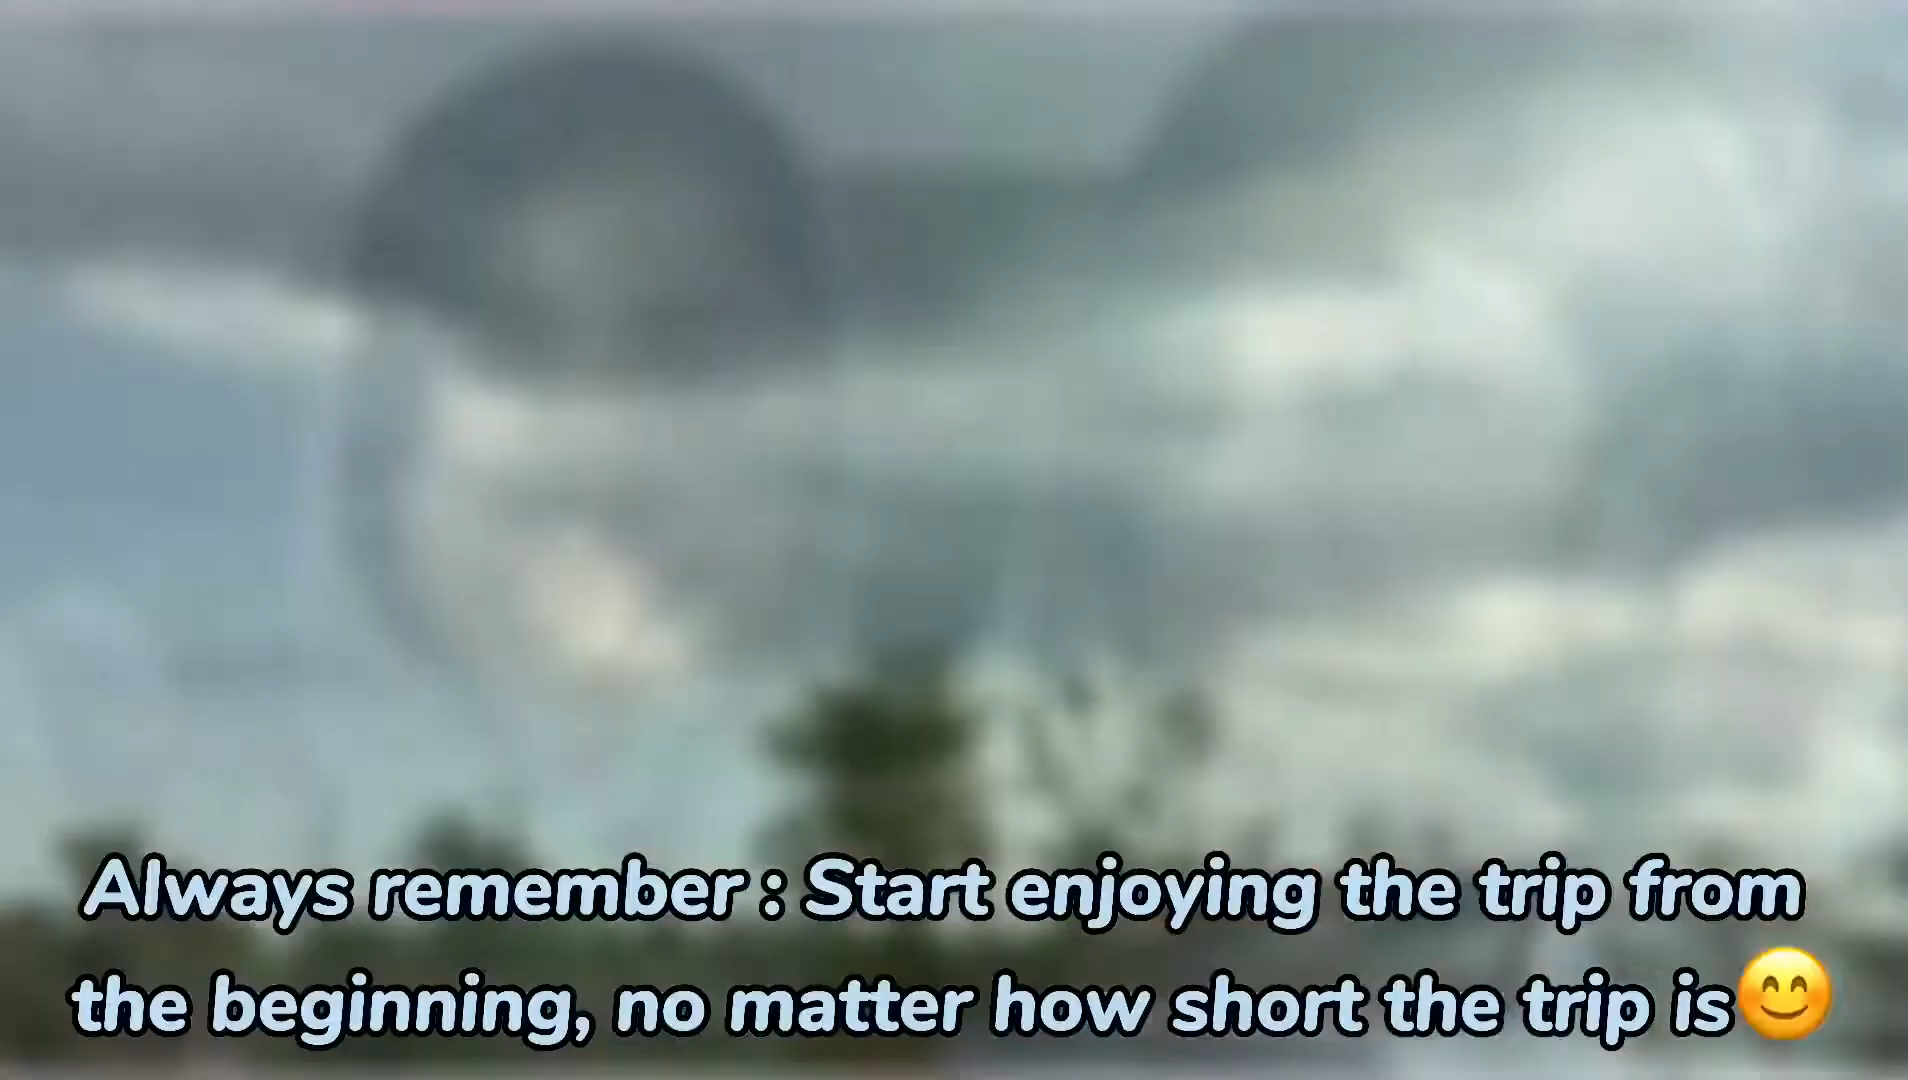 Always remember : Start enjoying the trip from
the beginning, no matter how short the trip is😊